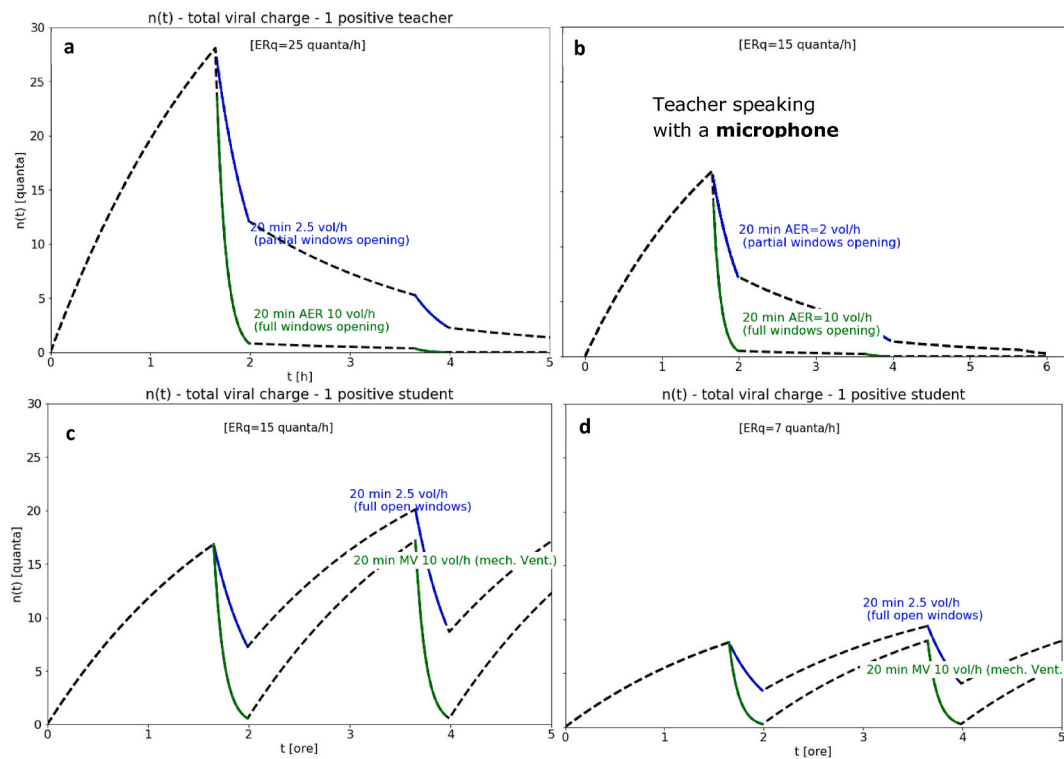 n(t) - total viral charge - 1 positive teacher
a
[ERq=25 quanta/h]
30
25
20
15
10
5
0
n(t) [quanta]
20 min 2.5 vol/h
(partial windows opening)
20 min AER 10 vol/h
(full windows opening)
0 1 2 3 4 5
t [h]
b
[ERq=15 quanta/h]
Teacher speaking
with a microphone
20 min AER=2 vol/h
(partial windows opening)
20 min AER=10 vol/h
(full windows opening)
0 1 2 3 4 5 6
n(t) - total viral charge - 1 positive student
c
[ERq=15 quanta/h]
30
25
20
15
10
5
0
n(t) [quanta]
20 min 2.5 vol/h
(full open windows)
20 min MV 10 vol/h (mech. Vent.)
0 1 2 3 4 5
t [ore]
n(t) - total viral charge - 1 positive student
d
[ERq=7 quanta/h]
20 min 2.5 vol/h
(full open windows)
20 min MV 10 vol/h (mech. Vent.
0 1 2 3 4 5
t [ore]